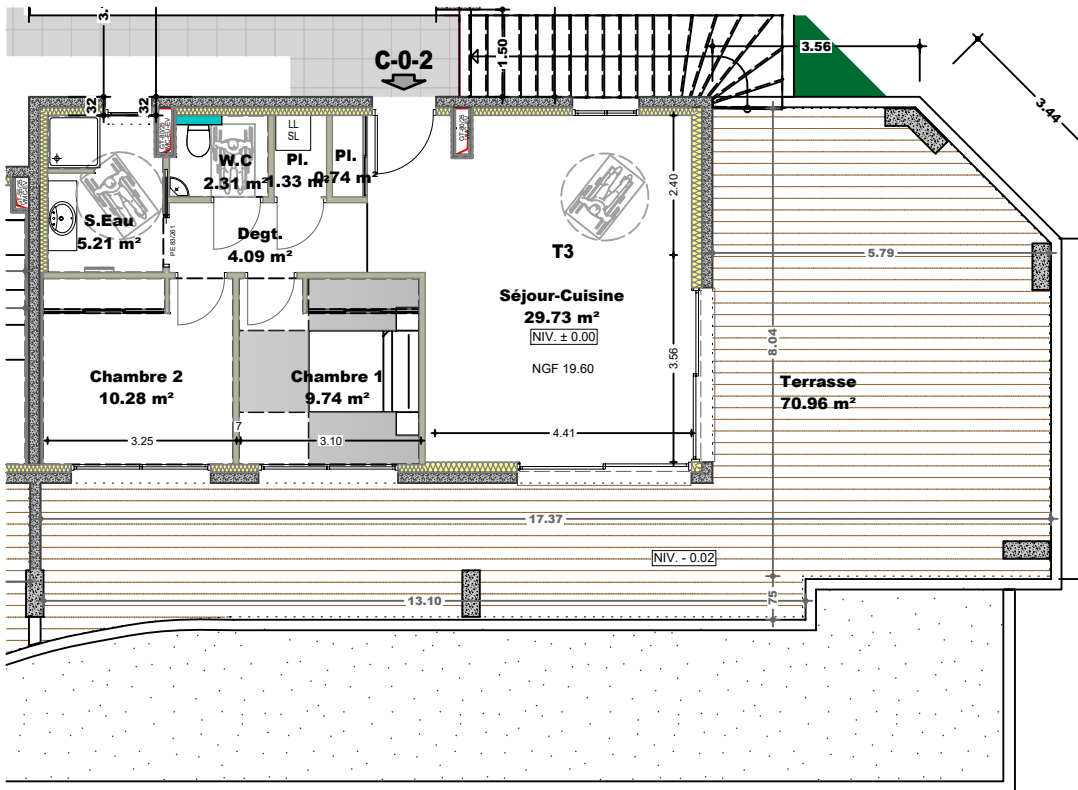 3.
C-0-2
1.50
3.56
3.44
32
32
LL
SL
W.C
2.31 m²
Pl.
1.33 m²
Pl.
0.74 m²
2.40
S.Eau
5.21 m²
PE 83/261
Degt.
4.09 m²
T3
5.79
Séjour-Cuisine
29.73 m²
NIV. ± 0.00
NGF 19.60
3.56
8.04
Chambre 2
10.28 m²
Chambre 1
9.74 m²
Terrasse
70.96 m²
3.25
7
3.10
4.41
17.37
NIV. - 0.02
13.10
75